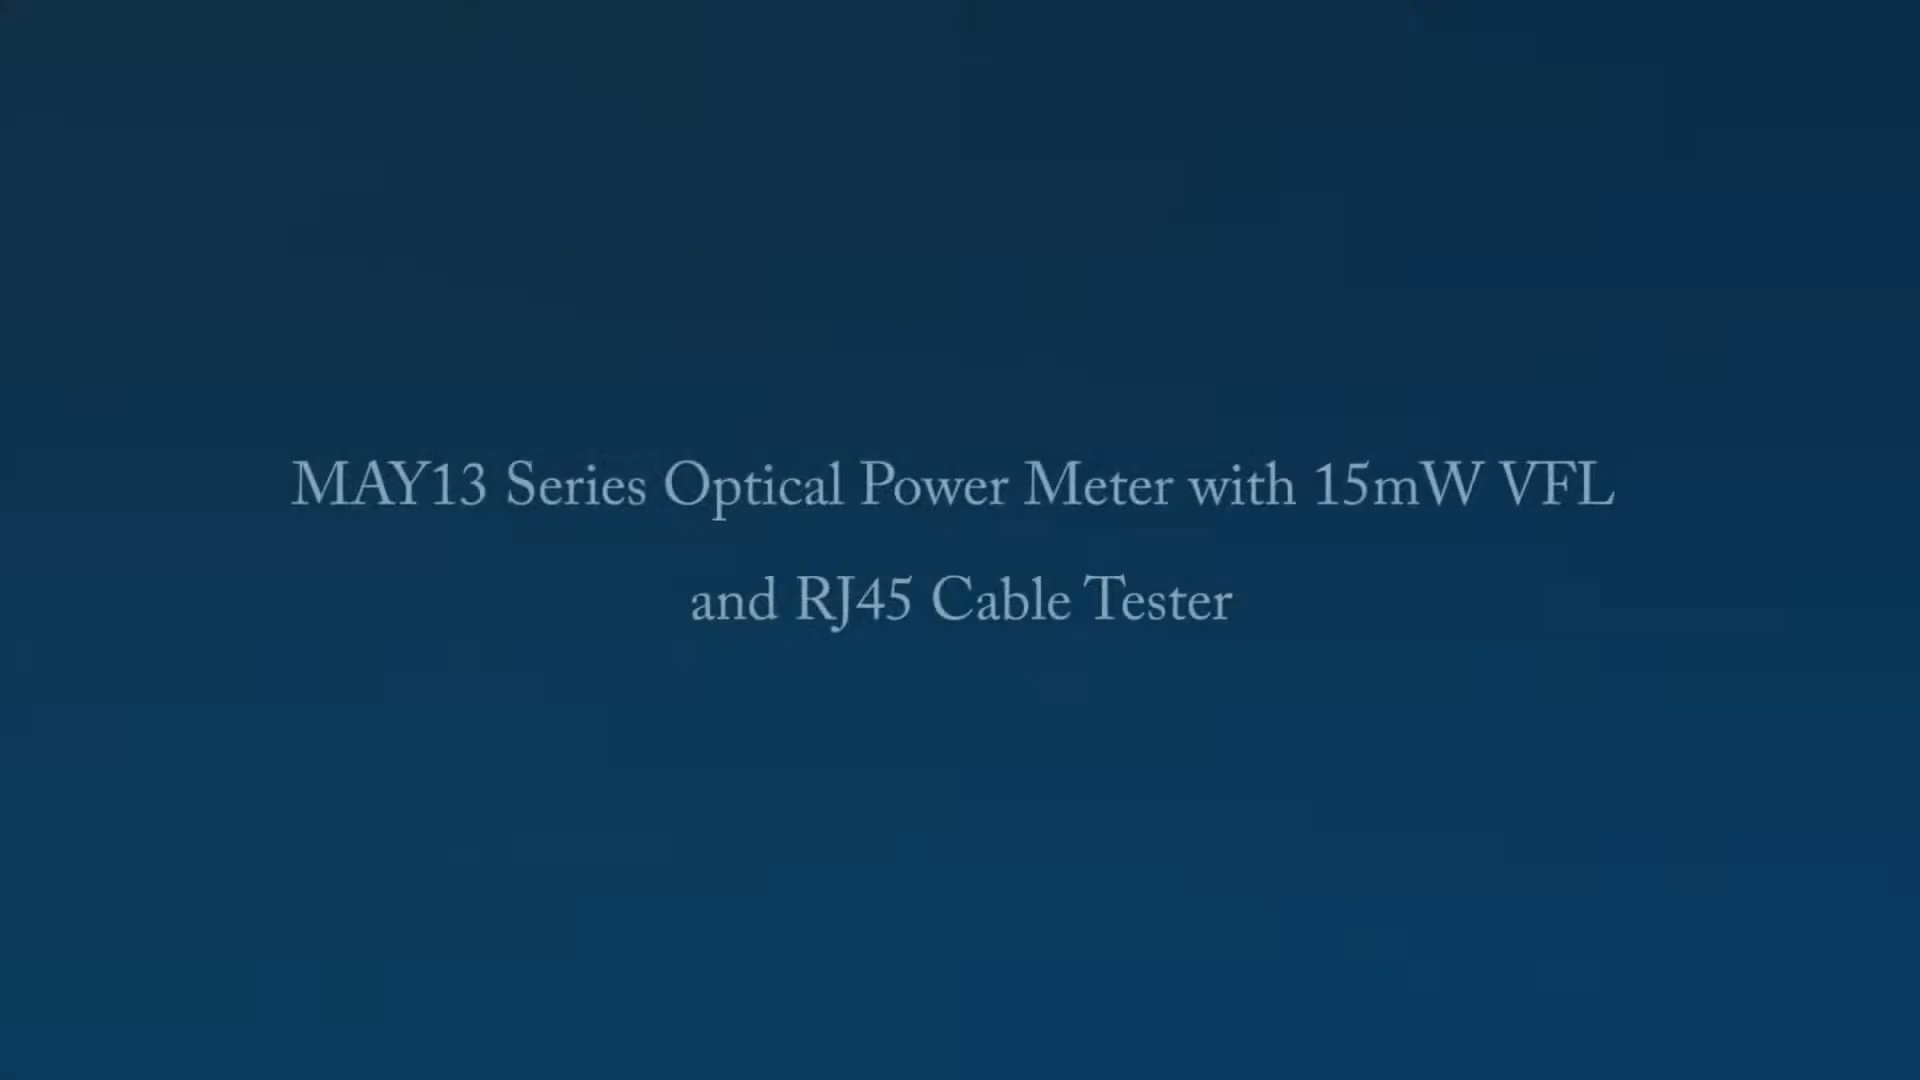 MAY13 Series Optical Power Meter with 15mW VFL
and RJ45 Cable Tester